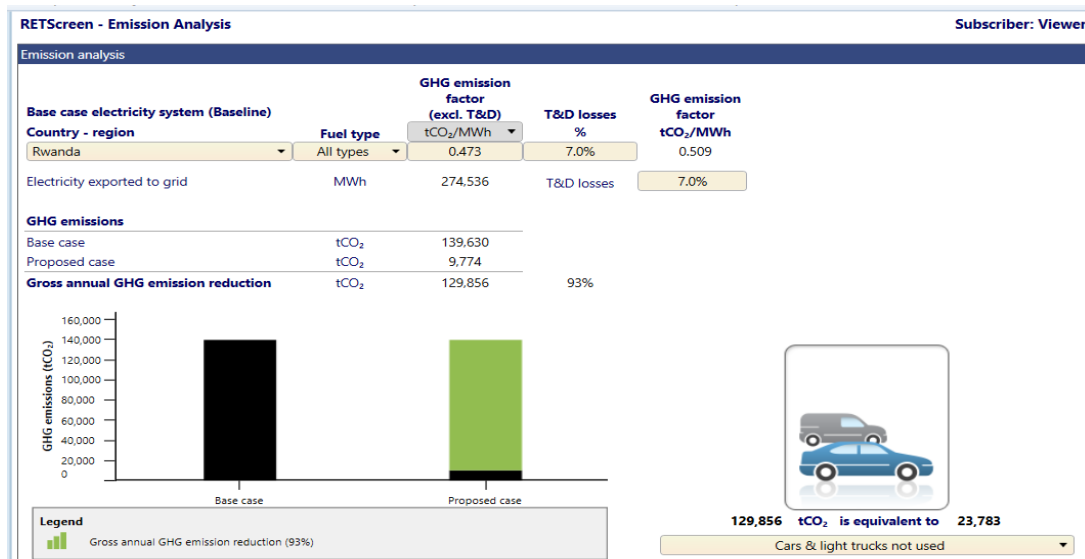 RETScreen - Emission Analysis Subscriber: Viewer
Emission analysis
GHG emission
factor GHG emission
Base case electricity system (Baseline) (excl. T&D) T&D losses factor
Country - region Fuel type tCO₂/MWh % tCO₂/MWh
Rwanda All types 0.473 7.0% 0.509
Electricity exported to grid MWh 274,536 T&D losses 7.0%
GHG emissions
Base case tCO₂ 139,630
Proposed case tCO₂ 9,774
Gross annual GHG emission reduction tCO₂ 129,856 93%
GHG emissions (tCO₂)
160,000
140,000
120,000
100,000
80,000
60,000
40,000
20,000
0
Base case Proposed case
Legend
Gross annual GHG emission reduction (93%)
129,856 tCO₂ is equivalent to 23,783
Cars & light trucks not used